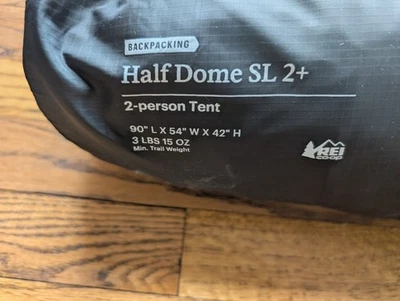 BACKPACKING
Half Dome SL 2+
2-person Tent
90" L X 54" W X 42" H
3 LBS 15 OZ
Min. Trail Weight
REI
co-op